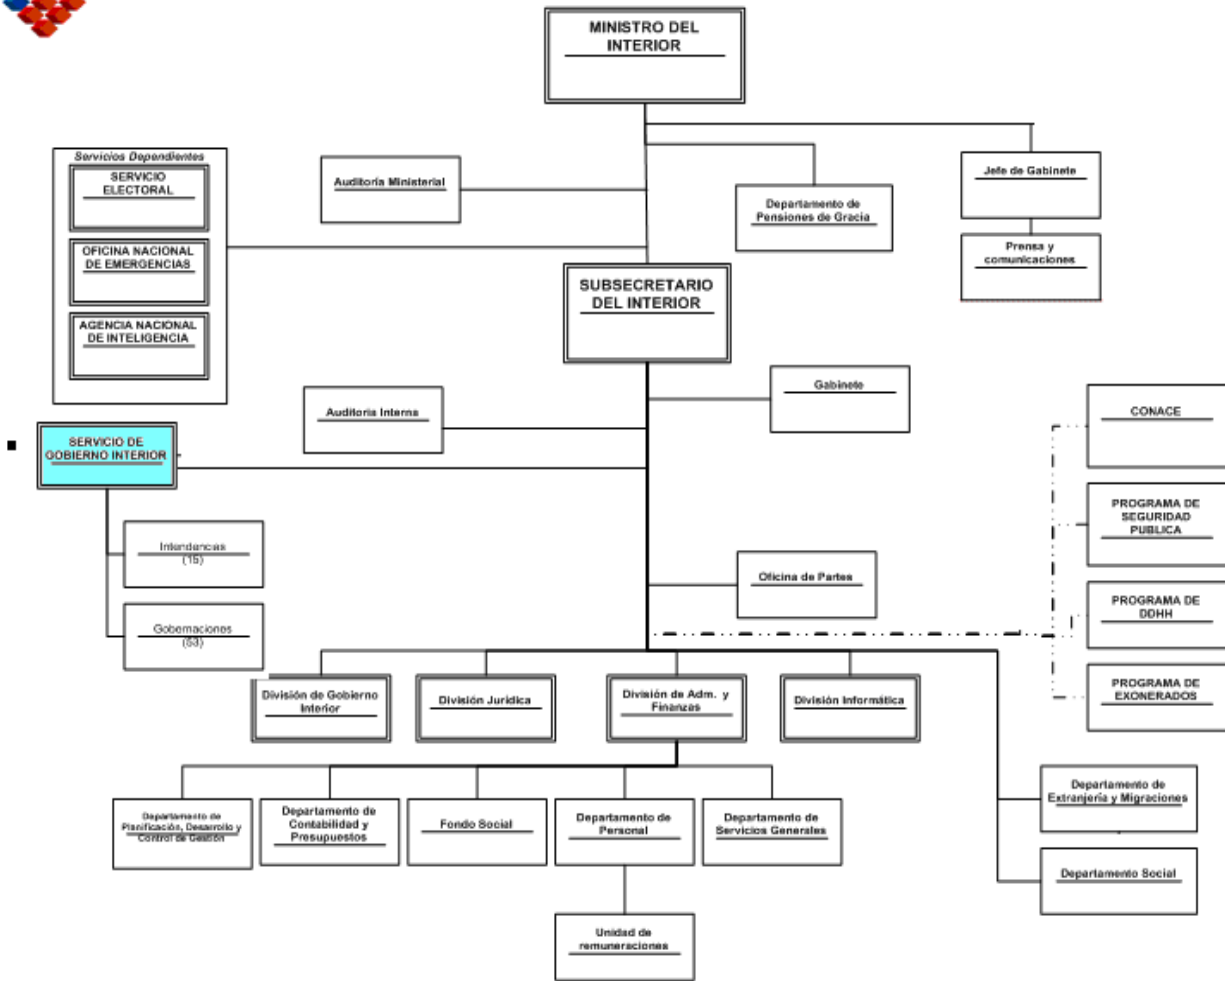 MINISTRO DEL
INTERIOR
Servicios Dependientes
SERVICIO
ELECTORAL
OFICINA NACIONAL
DE EMERGENCIAS
AGENCIA NACIONAL
DE INTELIGENCIA
Auditoría Ministerial
Departamento de
Pensiones de Gracia
Jefe de Gabinete
Prensa y
comunicaciones
SUBSECRETARIO
DEL INTERIOR
Gabinete
Auditoría Interna
SERVICIO DE
GOBIERNO INTERIOR
Intendencias
(15)
Gobernaciones
(53)
CONACE
PROGRAMA DE
SEGURIDAD
PUBLICA
PROGRAMA DE
DDHH
PROGRAMA DE
EXONERADOS
Oficina de Partes
División de Gobierno
Interior
División Jurídica
División de Adm. y
Finanzas
División Informática
Departamento de
Planificación, Desarrollo y
Control de Gestión
Departamento de
Contabilidad y
Presupuestos
Fondo Social
Departamento de
Personal
Departamento de
Servicios Generales
Departamento de
Extranjería y Migraciones
Departamento Social
Unidad de
remuneraciones